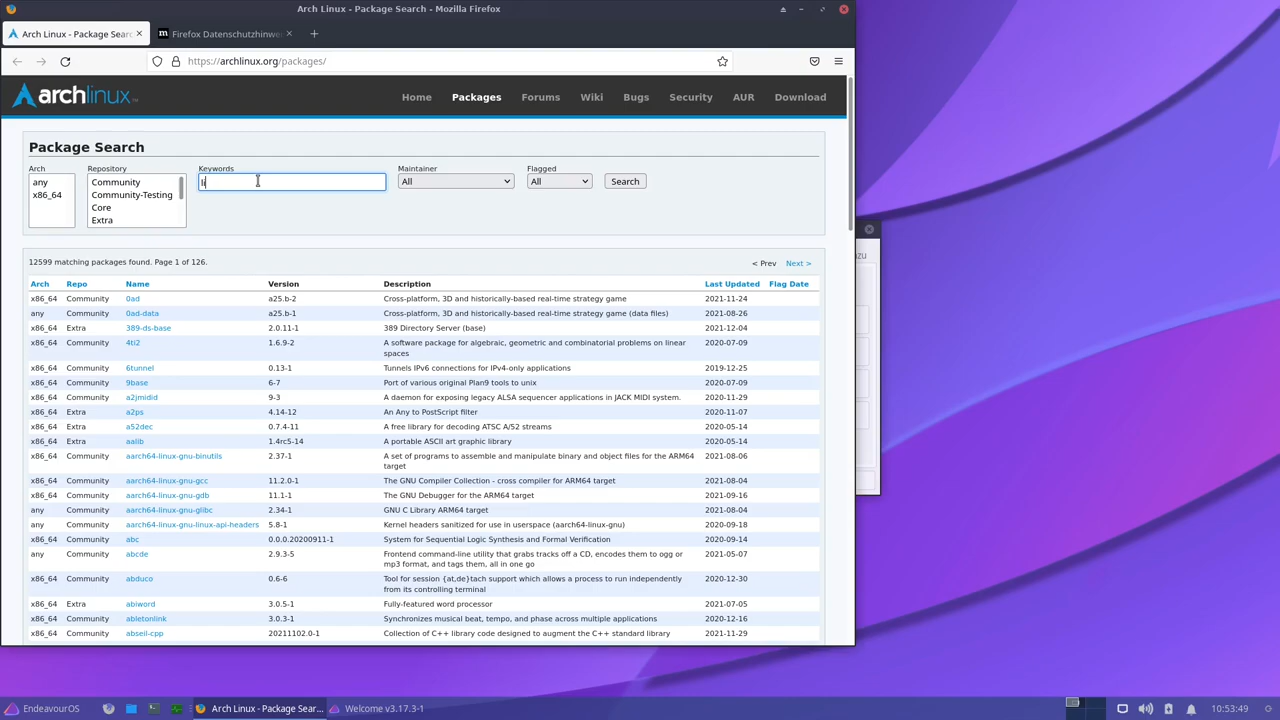 Arch Linux - Package Search - Mozilla Firefox
Arch Linux - Package Searc
Firefox Datenschutzhinwe
https://archlinux.org/packages/
archlinux
Home Packages Forums Wiki Bugs Security AUR Download
Package Search
Arch Repository Keywords Maintainer Flagged
any
x86_64
Community
Community-Testing
Core
Extra
li
All
All
Search
12599 matching packages found. Page 1 of 126.
< Prev Next >
Arch Repo Name Version Description Last Updated Flag Date
x86_64 Community 0ad a25.b-2 Cross-platform, 3D and historically-based real-time strategy game 2021-11-24
any Community 0ad-data a25.b-1 Cross-platform, 3D and historically-based real-time strategy game (data files) 2021-08-26
x86_64 Extra 389-ds-base 2.0.11-1 389 Directory Server (base) 2021-12-04
x86_64 Community 4ti2 1.6.9-2 A software package for algebraic, geometric and combinatorial problems on linear 2020-07-09
spaces
x86_64 Community 6tunnel 0.13-1 Tunnels IPv6 connections for IPv4-only applications 2019-12-25
x86_64 Community 9base 6-7 Port of various original Plan9 tools to unix 2020-07-09
x86_64 Community a2jmidid 9-3 A daemon for exposing legacy ALSA sequencer applications in JACK MIDI system. 2020-11-29
x86_64 Extra a2ps 4.14-12 An Any to PostScript filter 2020-11-07
x86_64 Extra a52dec 0.7.4-11 A free library for decoding ATSC A/52 streams 2020-05-14
x86_64 Extra aalib 1.4rc5-14 A portable ASCII art graphic library 2020-05-14
x86_64 Community aarch64-linux-gnu-binutils 2.37-1 A set of programs to assemble and manipulate binary and object files for the ARM64 2021-08-06
target
x86_64 Community aarch64-linux-gnu-gcc 11.2.0-1 The GNU Compiler Collection - cross compiler for ARM64 target 2021-08-04
x86_64 Community aarch64-linux-gnu-gdb 11.1-1 The GNU Debugger for the ARM64 target 2021-09-16
any Community aarch64-linux-gnu-glibc 2.34-1 GNU C Library ARM64 target 2021-08-04
any Community aarch64-linux-gnu-linux-api-headers 5.8-1 Kernel headers sanitized for use in userspace (aarch64-linux-gnu) 2020-09-18
x86_64 Community abc 0.0.0.20200911-1 System for Sequential Logic Synthesis and Formal Verification 2020-09-14
any Community abcde 2.9.3-5 Frontend command-line utility that grabs tracks off a CD, encodes them to ogg or 2021-05-07
mp3 format, and tags them, all in one go
x86_64 Community abduco 0.6-6 Tool for session {at,de}tach support which allows a process to run independently 2020-12-30
from its controlling terminal
x86_64 Extra abiword 3.0.5-1 Fully-featured word processor 2021-07-05
x86_64 Community abletonlink 3.0.3-1 Synchronizes musical beat, tempo, and phase across multiple applications 2020-12-16
x86_64 Community abseil-cpp 20211102.0-1 Collection of C++ library code designed to augment the C++ standard library 2021-11-29
zu
EndeavourOS
Arch Linux - Package Sear...
Welcome v3.17.3-1
10:53:49